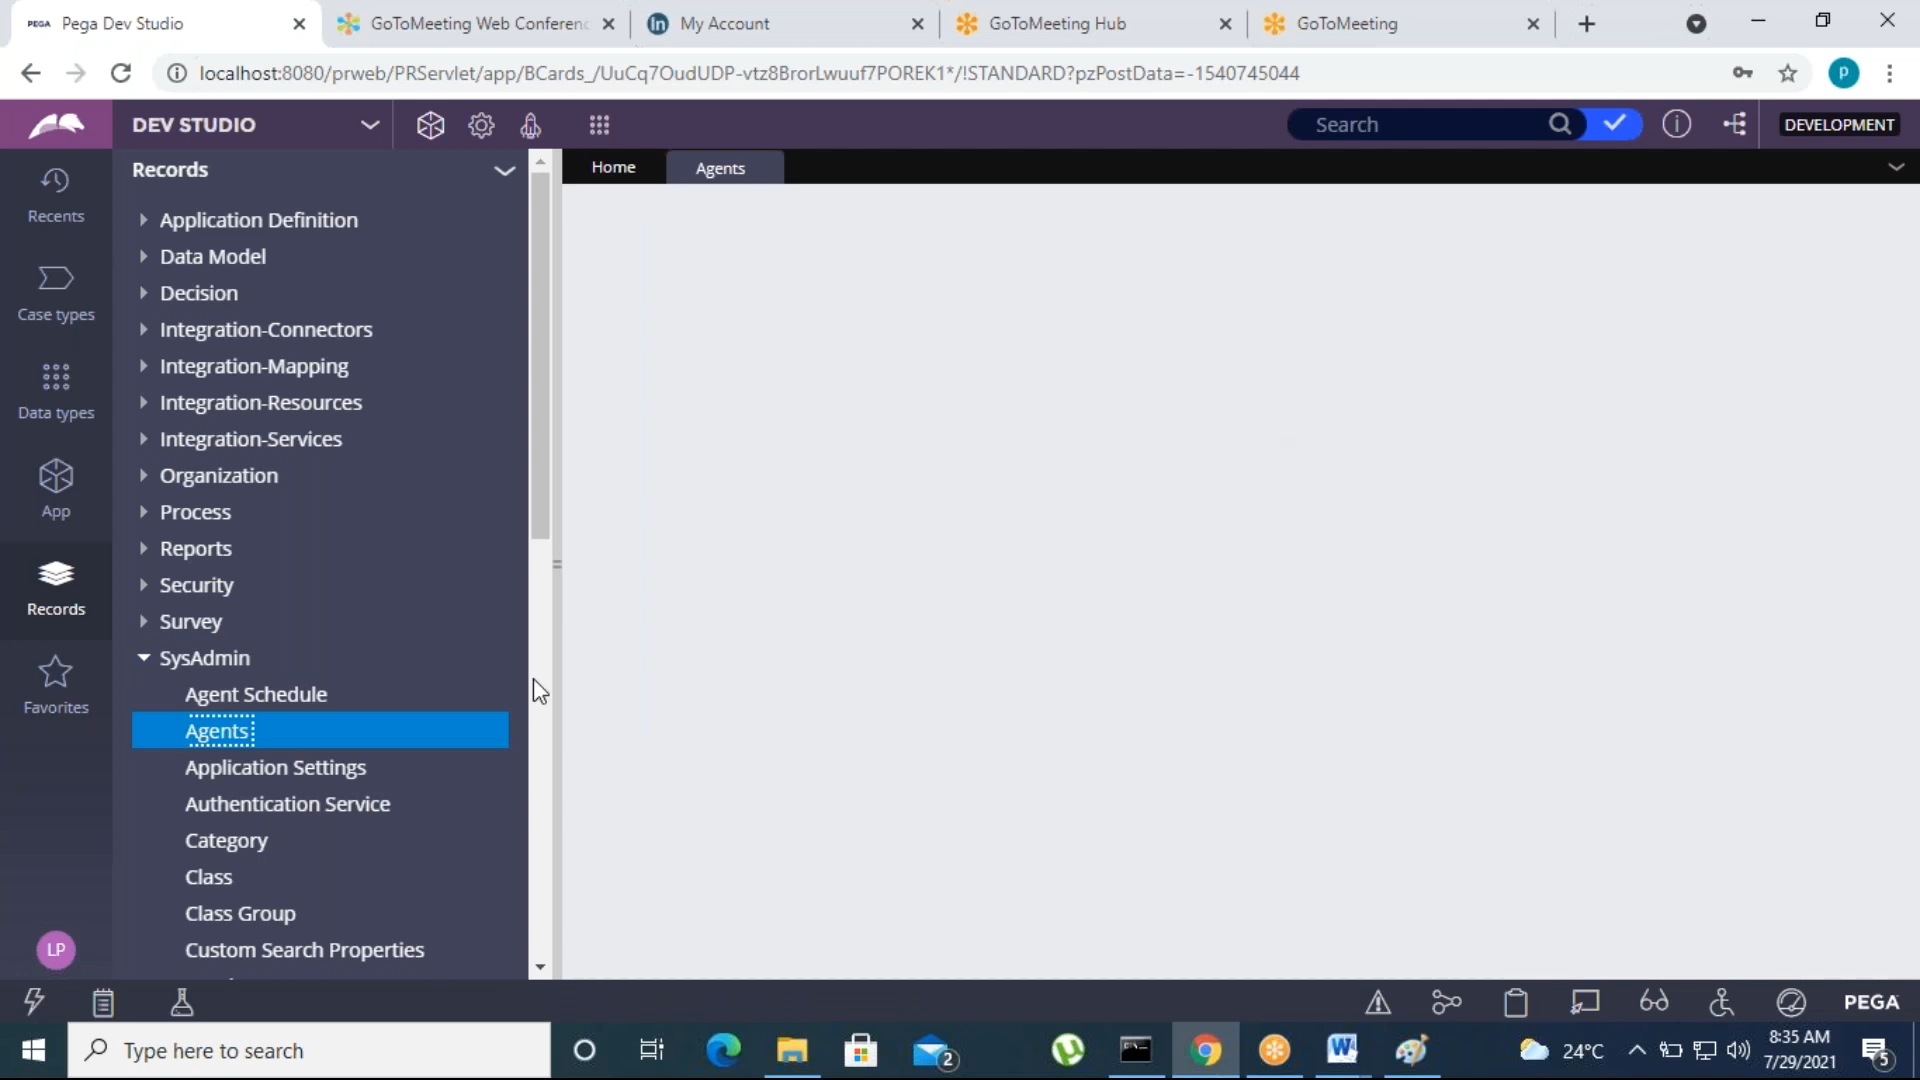 PEGA Pega Dev Studio
GoToMeeting Web Conferenc
in My Account
GoToMeeting Hub
GoToMeeting
localhost:8080/prweb/PRServlet/app/BCards_/UuCq7OudUDP-vtz8BrorLwuuf7POREK1*/!STANDARD?pzPostData=-1540745044
P
DEV STUDIO
Search
DEVELOPMENT
Recents
Case types
Data types
App
Records
Favorites
LP
Records
Application Definition
Data Model
Decision
Integration-Connectors
Integration-Mapping
Integration-Resources
Integration-Services
Organization
Process
Reports
Security
Survey
SysAdmin
Agent Schedule
Agents
Application Settings
Authentication Service
Category
Class
Class Group
Custom Search Properties
Home
Agents
PEGA
Type here to search
2
24°C
8:35 AM
7/29/2021
5